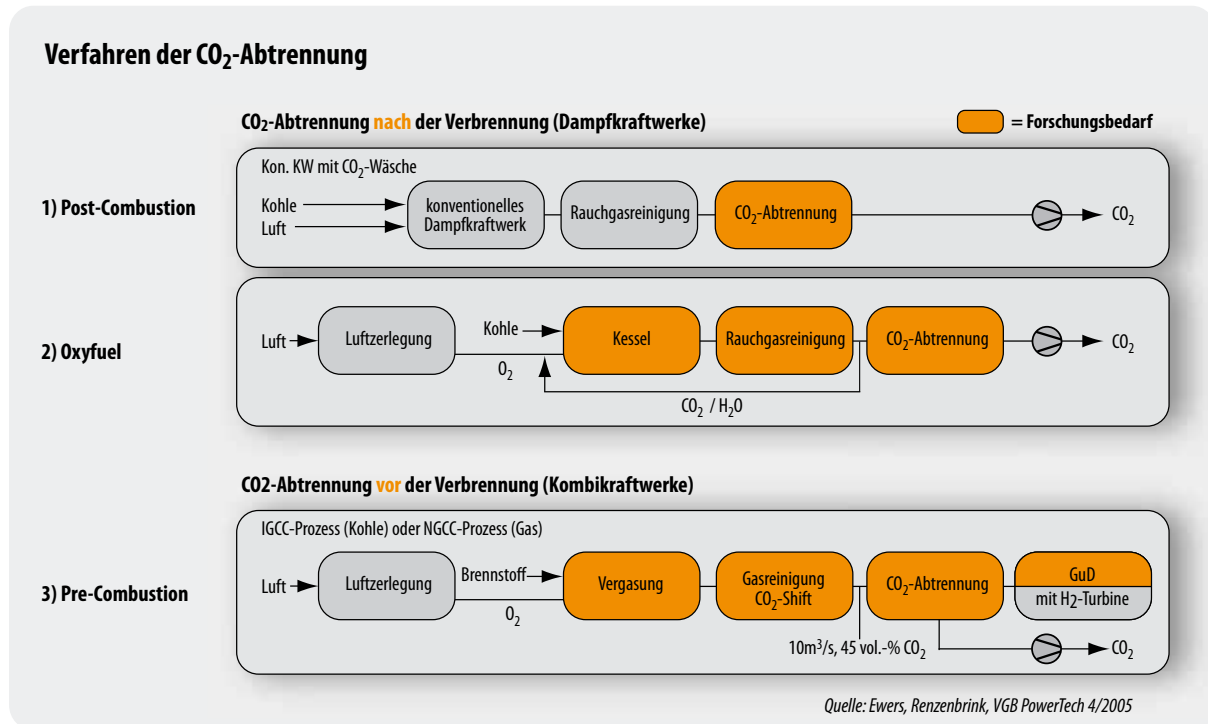 Verfahren der CO₂-Abtrennung
CO₂-Abtrennung nach der Verbrennung (Dampfkraftwerke)
= Forschungsbedarf
1) Post-Combustion
Kon. KW mit CO₂-Wäsche
Kohle
Luft
konventionelles
Dampfkraftwerk
Rauchgasreinigung
CO₂-Abtrennung
CO₂
2) Oxyfuel
Luft
Luftzerlegung
Kohle
O₂
Kessel
Rauchgasreinigung
CO₂-Abtrennung
CO₂
CO₂ / H₂O
CO2-Abtrennung vor der Verbrennung (Kombikraftwerke)
3) Pre-Combustion
IGCC-Prozess (Kohle) oder NGCC-Prozess (Gas)
Luft
Luftzerlegung
Brennstoff
O₂
Vergasung
Gasreinigung
CO₂-Shift
CO₂-Abtrennung
GuD
mit H2-Turbine
10m³/s, 45 vol.-% CO₂
CO₂
Quelle: Ewers, Renzenbrink, VGB PowerTech 4/2005